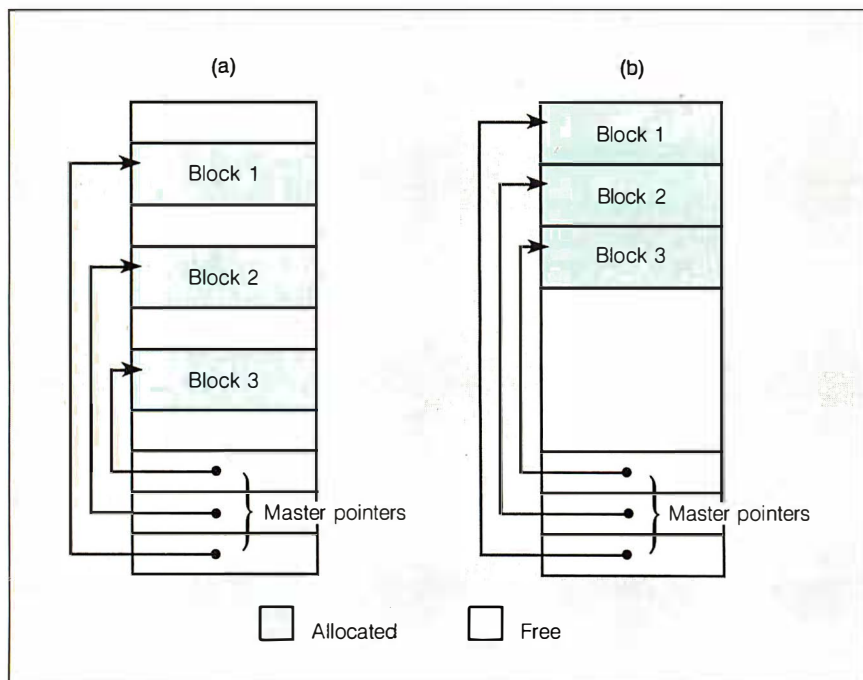 (a)
Block 1
Block 2
Block 3
Master pointers
(b)
Block 1
Block 2
Block 3
Master pointers
Allocated
Free